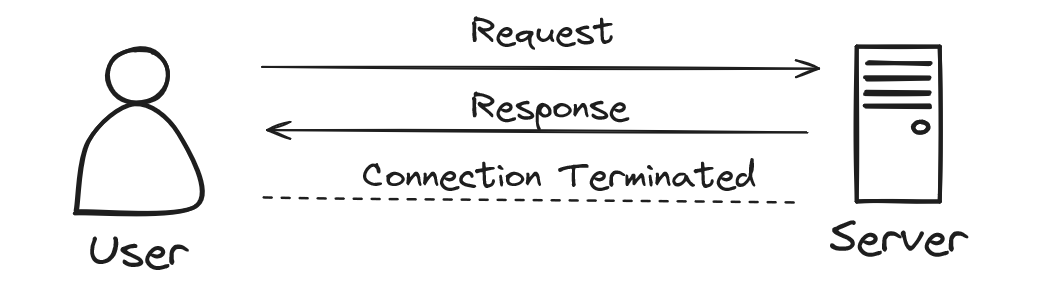 Request
Response
Connection Terminated
User
Server